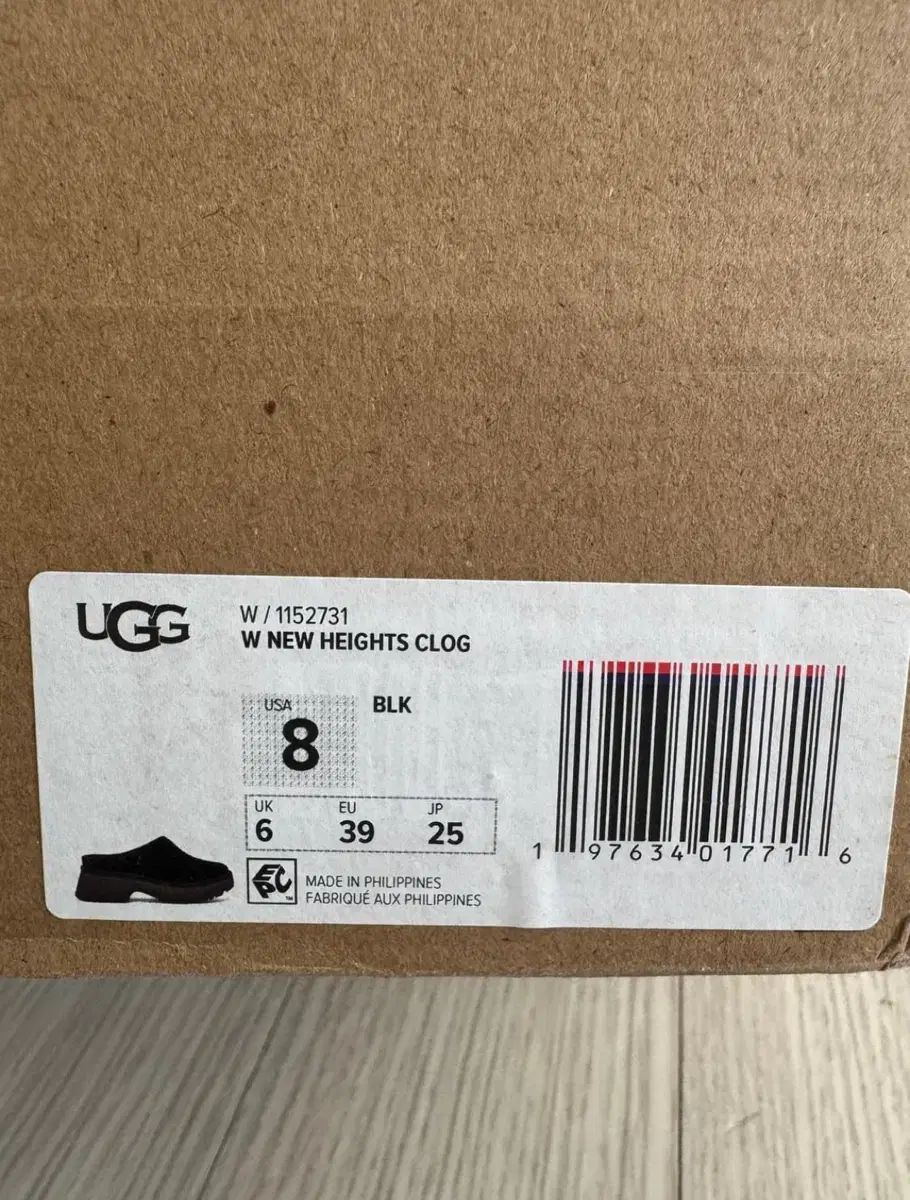 UGG
W / 1152731
W NEW HEIGHTS CLOG
USA
8
BLK
UK EU JP
6 39 25
EPC™
MADE IN PHILIPPINES
FABRIQUÉ AUX PHILIPPINES
1 97634 01771 6